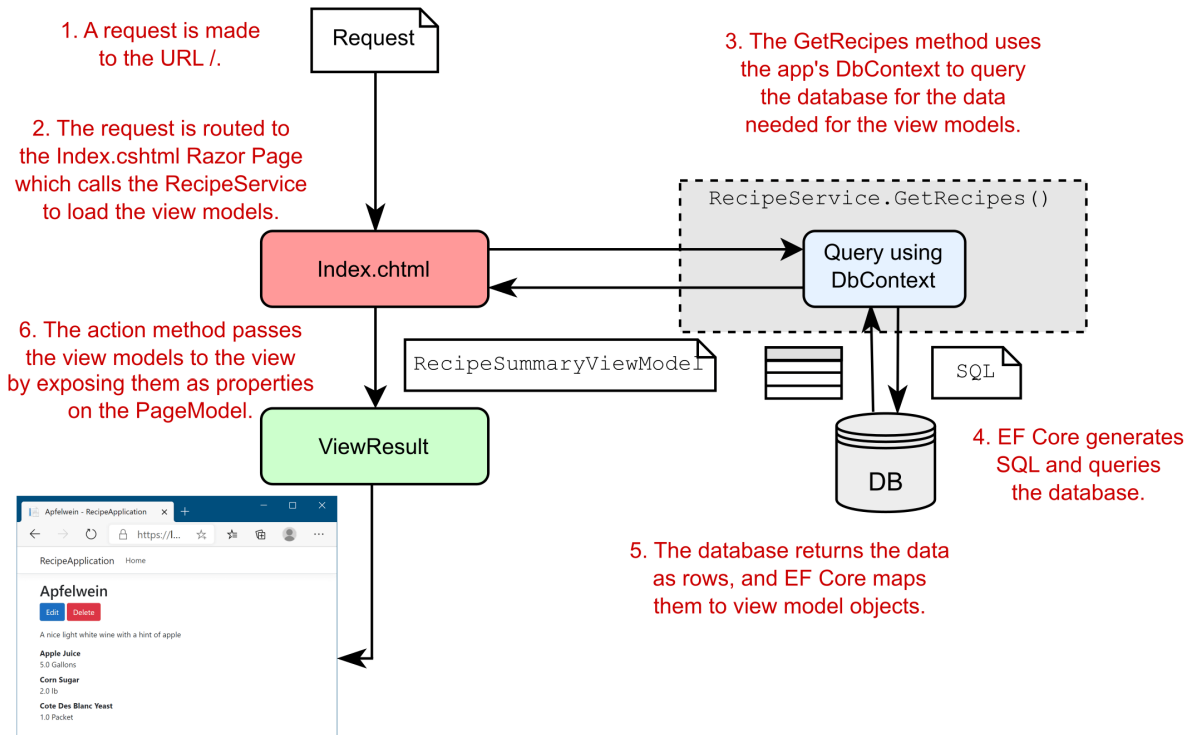 1. A request is made
to the URL /.
Request
3. The GetRecipes method uses
the app's DbContext to query
the database for the data
needed for the view models.
2. The request is routed to
the Index.cshtml Razor Page
which calls the RecipeService
to load the view models.
RecipeService.GetRecipes()
Index.chtml
Query using
DbContext
6. The action method passes
the view models to the view
by exposing them as properties
on the PageModel.
RecipeSummaryViewModel
SQL
ViewResult
DB
4. EF Core generates
SQL and queries
the database.
5. The database returns the data
as rows, and EF Core maps
them to view model objects.
Apfelwein - RecipeApplication
https://l...
RecipeApplication Home
Apfelwein
Edit Delete
A nice light white wine with a hint of apple
Apple Juice
5.0 Gallons
Corn Sugar
2.0 lb
Cote Des Blanc Yeast
1.0 Packet